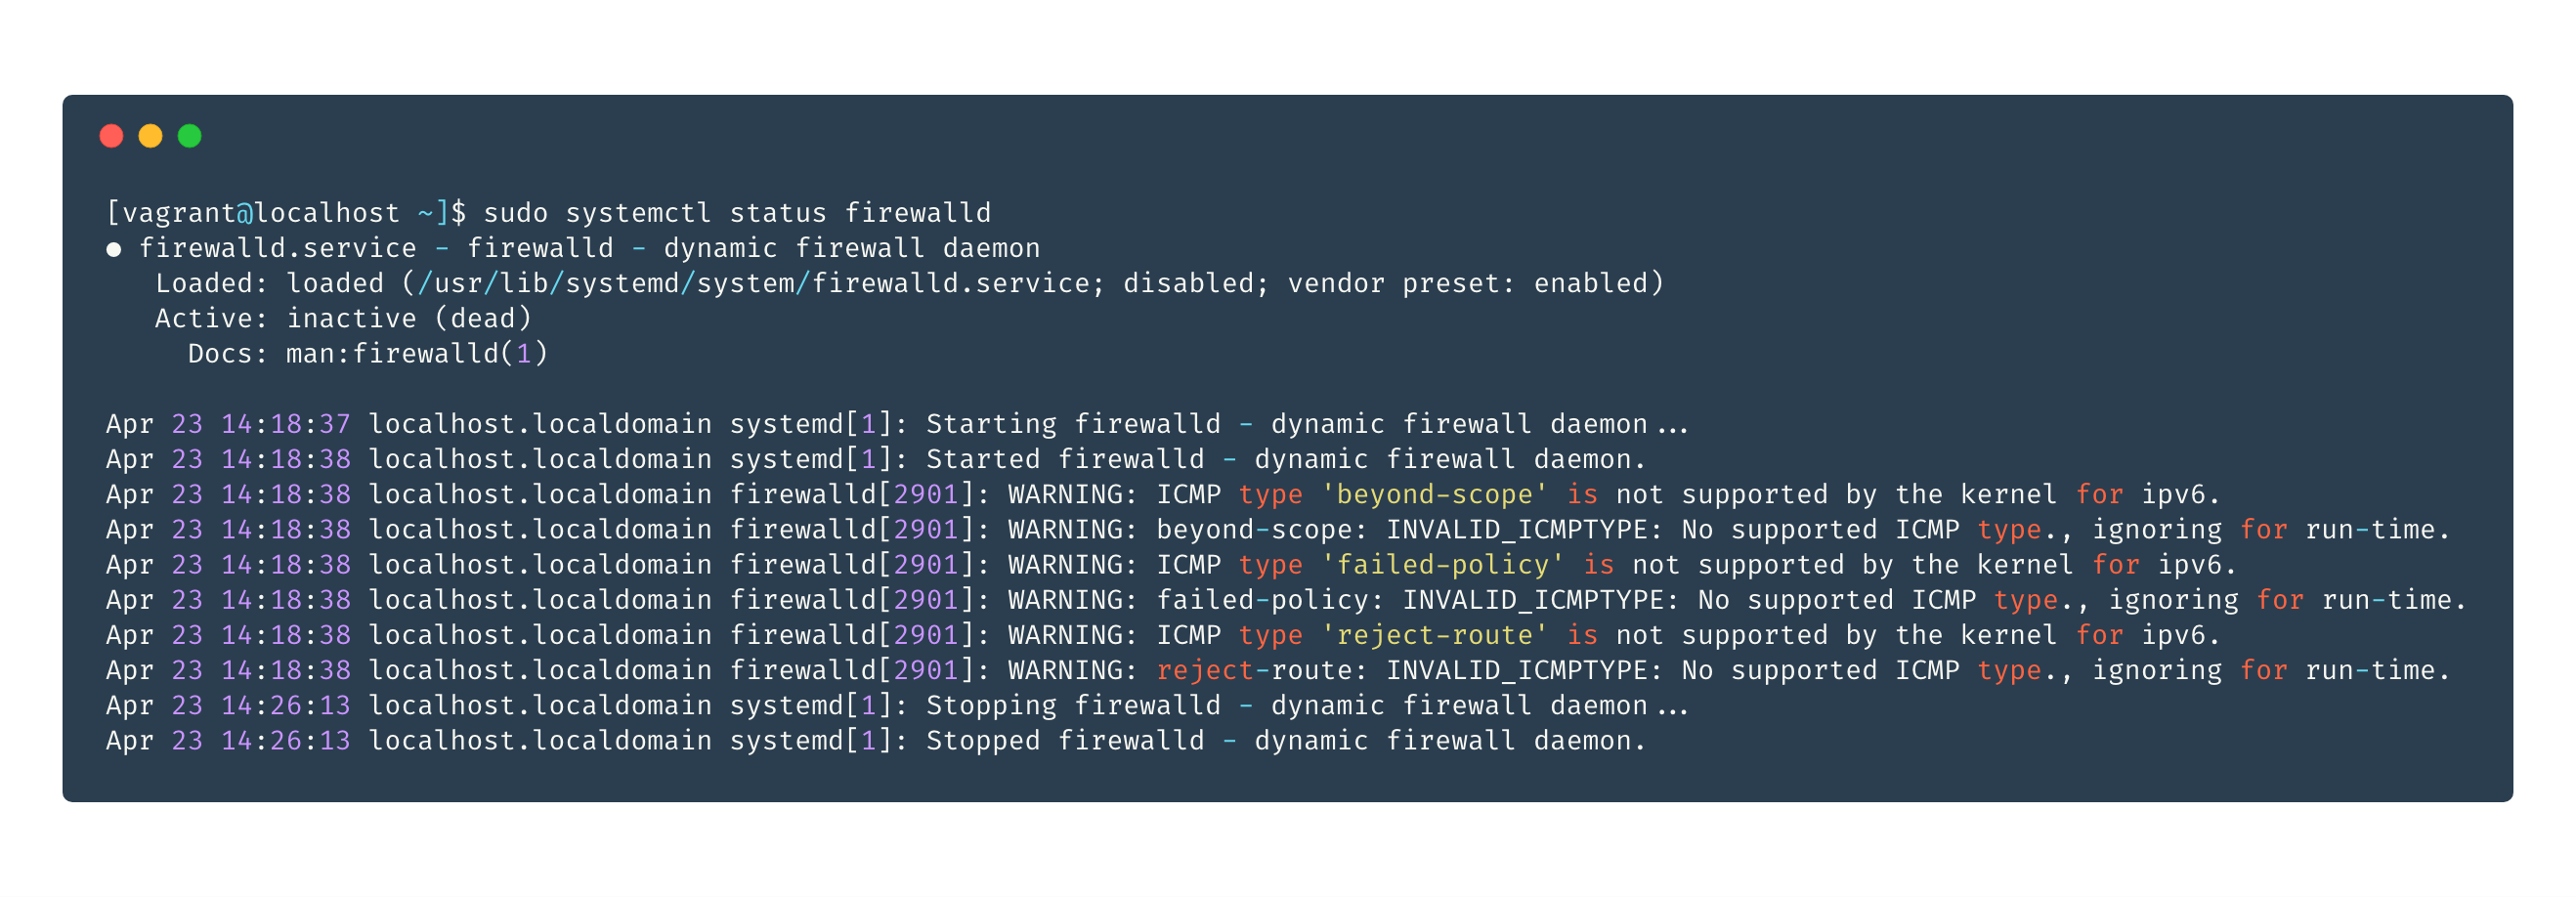 [vagrant@localhost ~]$ sudo systemctl status firewalld
● firewalld.service - firewalld - dynamic firewall daemon
   Loaded: loaded (/usr/lib/systemd/system/firewalld.service; disabled; vendor preset: enabled)
   Active: inactive (dead)
     Docs: man:firewalld(1)

Apr 23 14:18:37 localhost.localdomain systemd[1]: Starting firewalld - dynamic firewall daemon...
Apr 23 14:18:38 localhost.localdomain systemd[1]: Started firewalld - dynamic firewall daemon.
Apr 23 14:18:38 localhost.localdomain firewalld[2901]: WARNING: ICMP type 'beyond-scope' is not supported by the kernel for ipv6.
Apr 23 14:18:38 localhost.localdomain firewalld[2901]: WARNING: beyond-scope: INVALID_ICMPTYPE: No supported ICMP type., ignoring for run-time.
Apr 23 14:18:38 localhost.localdomain firewalld[2901]: WARNING: ICMP type 'failed-policy' is not supported by the kernel for ipv6.
Apr 23 14:18:38 localhost.localdomain firewalld[2901]: WARNING: failed-policy: INVALID_ICMPTYPE: No supported ICMP type., ignoring for run-time.
Apr 23 14:18:38 localhost.localdomain firewalld[2901]: WARNING: ICMP type 'reject-route' is not supported by the kernel for ipv6.
Apr 23 14:18:38 localhost.localdomain firewalld[2901]: WARNING: reject-route: INVALID_ICMPTYPE: No supported ICMP type., ignoring for run-time.
Apr 23 14:26:13 localhost.localdomain systemd[1]: Stopping firewalld - dynamic firewall daemon...
Apr 23 14:26:13 localhost.localdomain systemd[1]: Stopped firewalld - dynamic firewall daemon.